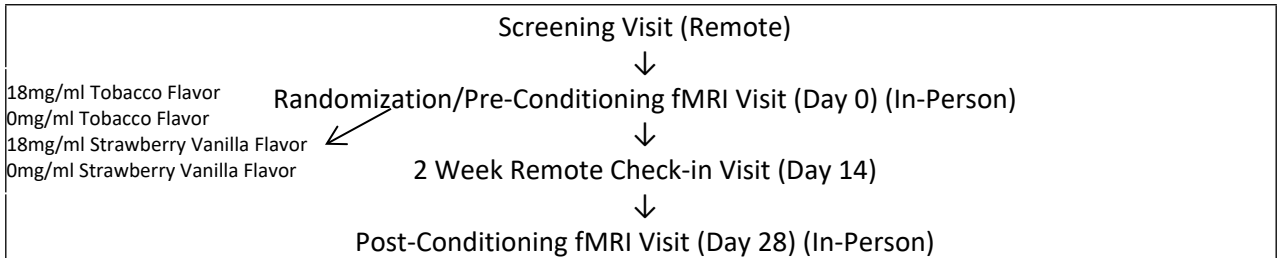 Screening Visit (Remote)
↓
18mg/ml Tobacco Flavor
0mg/ml Tobacco Flavor
18mg/ml Strawberry Vanilla Flavor
0mg/ml Strawberry Vanilla Flavor
Randomization/Pre-Conditioning fMRI Visit (Day 0) (In-Person)
↓
2 Week Remote Check-in Visit (Day 14)
↓
Post-Conditioning fMRI Visit (Day 28) (In-Person)